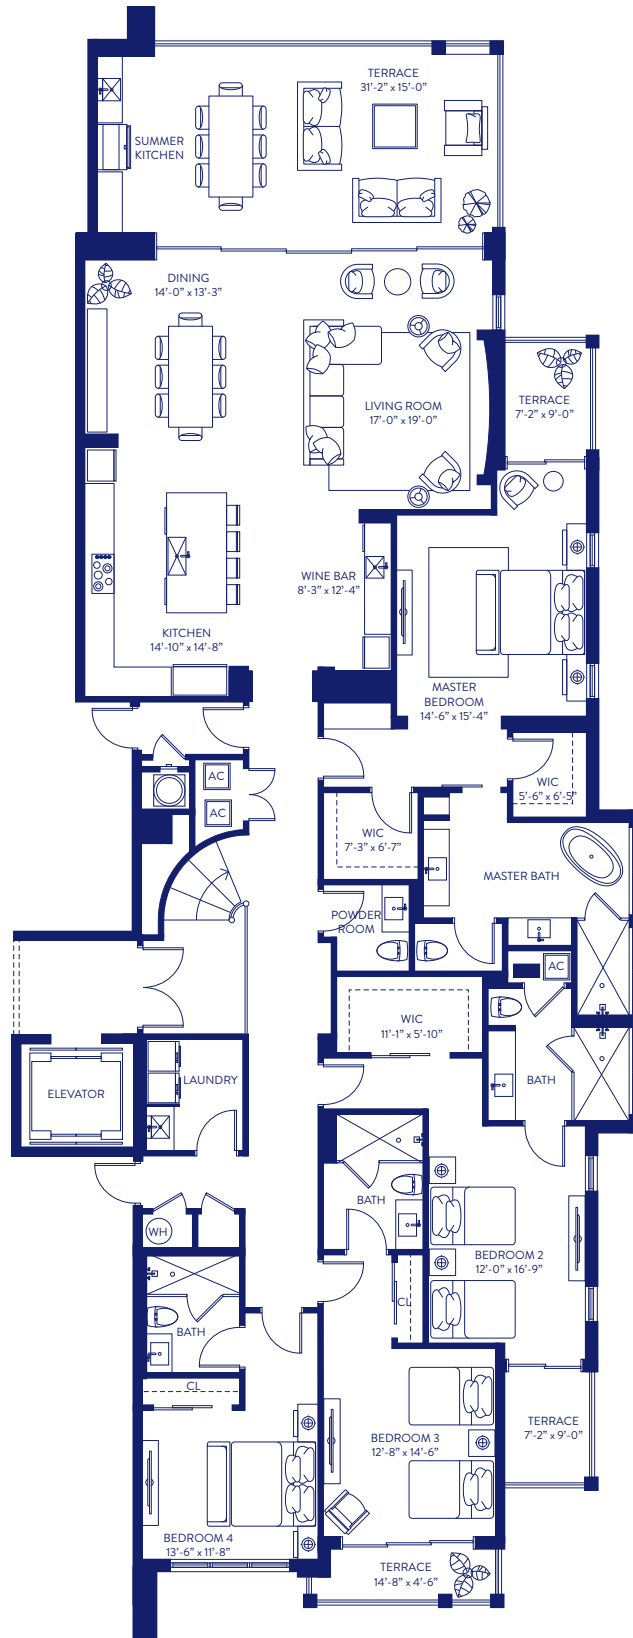 TERRACE
31'-2" x 15'-0"
SUMMER
KITCHEN
DINING
14'-0" x 13'-3"
LIVING ROOM
17'-0" x 19'-0"
TERRACE
7'-2" x 9'-0"
WINE BAR
8'-3" x 12'-4"
KITCHEN
14'-10" x 14'-8"
MASTER
BEDROOM
14'-6" x 15'-4"
AC
AC
WIC
5'-6" x 6'-5"
WIC
7'-3" x 6'-7"
MASTER BATH
POWDER
ROOM
AC
WIC
11'-1" x 5'-10"
ELEVATOR
LAUNDRY
BATH
BATH
WH
BEDROOM 2
12'-0" x 16'-9"
CL
BATH
CL
TERRACE
7'-2" x 9'-0"
BEDROOM 3
12'-8" x 14'-6"
BEDROOM 4
13'-6" x 11'-8"
TERRACE
14'-8" x 4'-6"